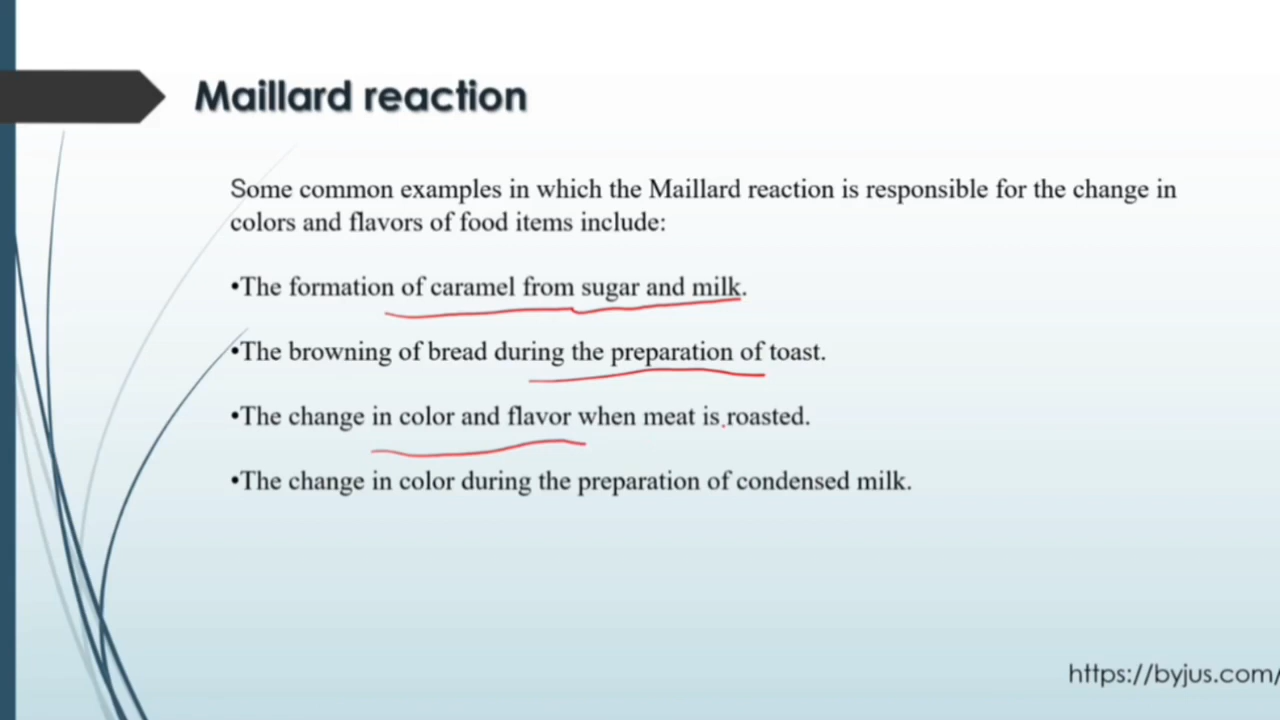 Maillard reaction
Some common examples in which the Maillard reaction is responsible for the change in
colors and flavors of food items include:
•The formation of caramel from sugar and milk.
•The browning of bread during the preparation of toast.
•The change in color and flavor when meat is roasted.
•The change in color during the preparation of condensed milk.
https://byjus.com/